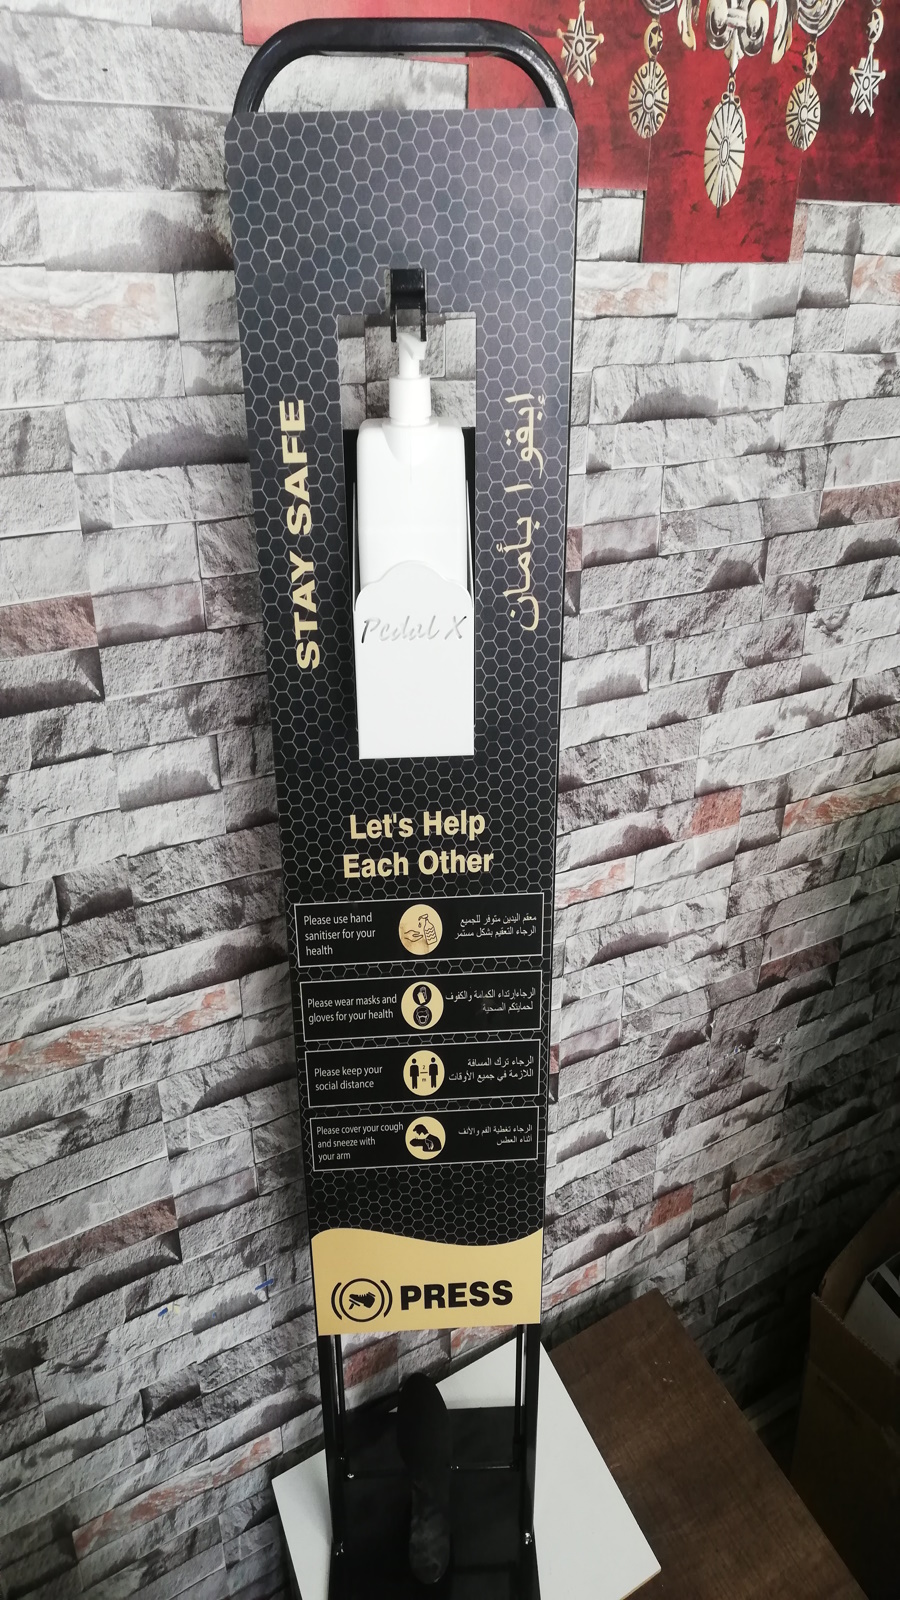 STAY SAFE
إبقوا بأمان
Pedal X
Let's Help
Each Other
Please use hand
sanitiser for your
health
معقم اليدين متوفر للجميع
الرجاء التعقيم بشكل مستمر
Please wear masks and
gloves for your health
الرجاءارتداء الكمامة والكفوف
لحمايتكم الصحية
Please keep your
social distance
2
m
الرجاء ترك المسافة
اللازمة في جميع الأوقات
Please cover your cough
and sneeze with
your arm
الرجاء تغطية الفم والأنف
أثناء العطس
PRESS